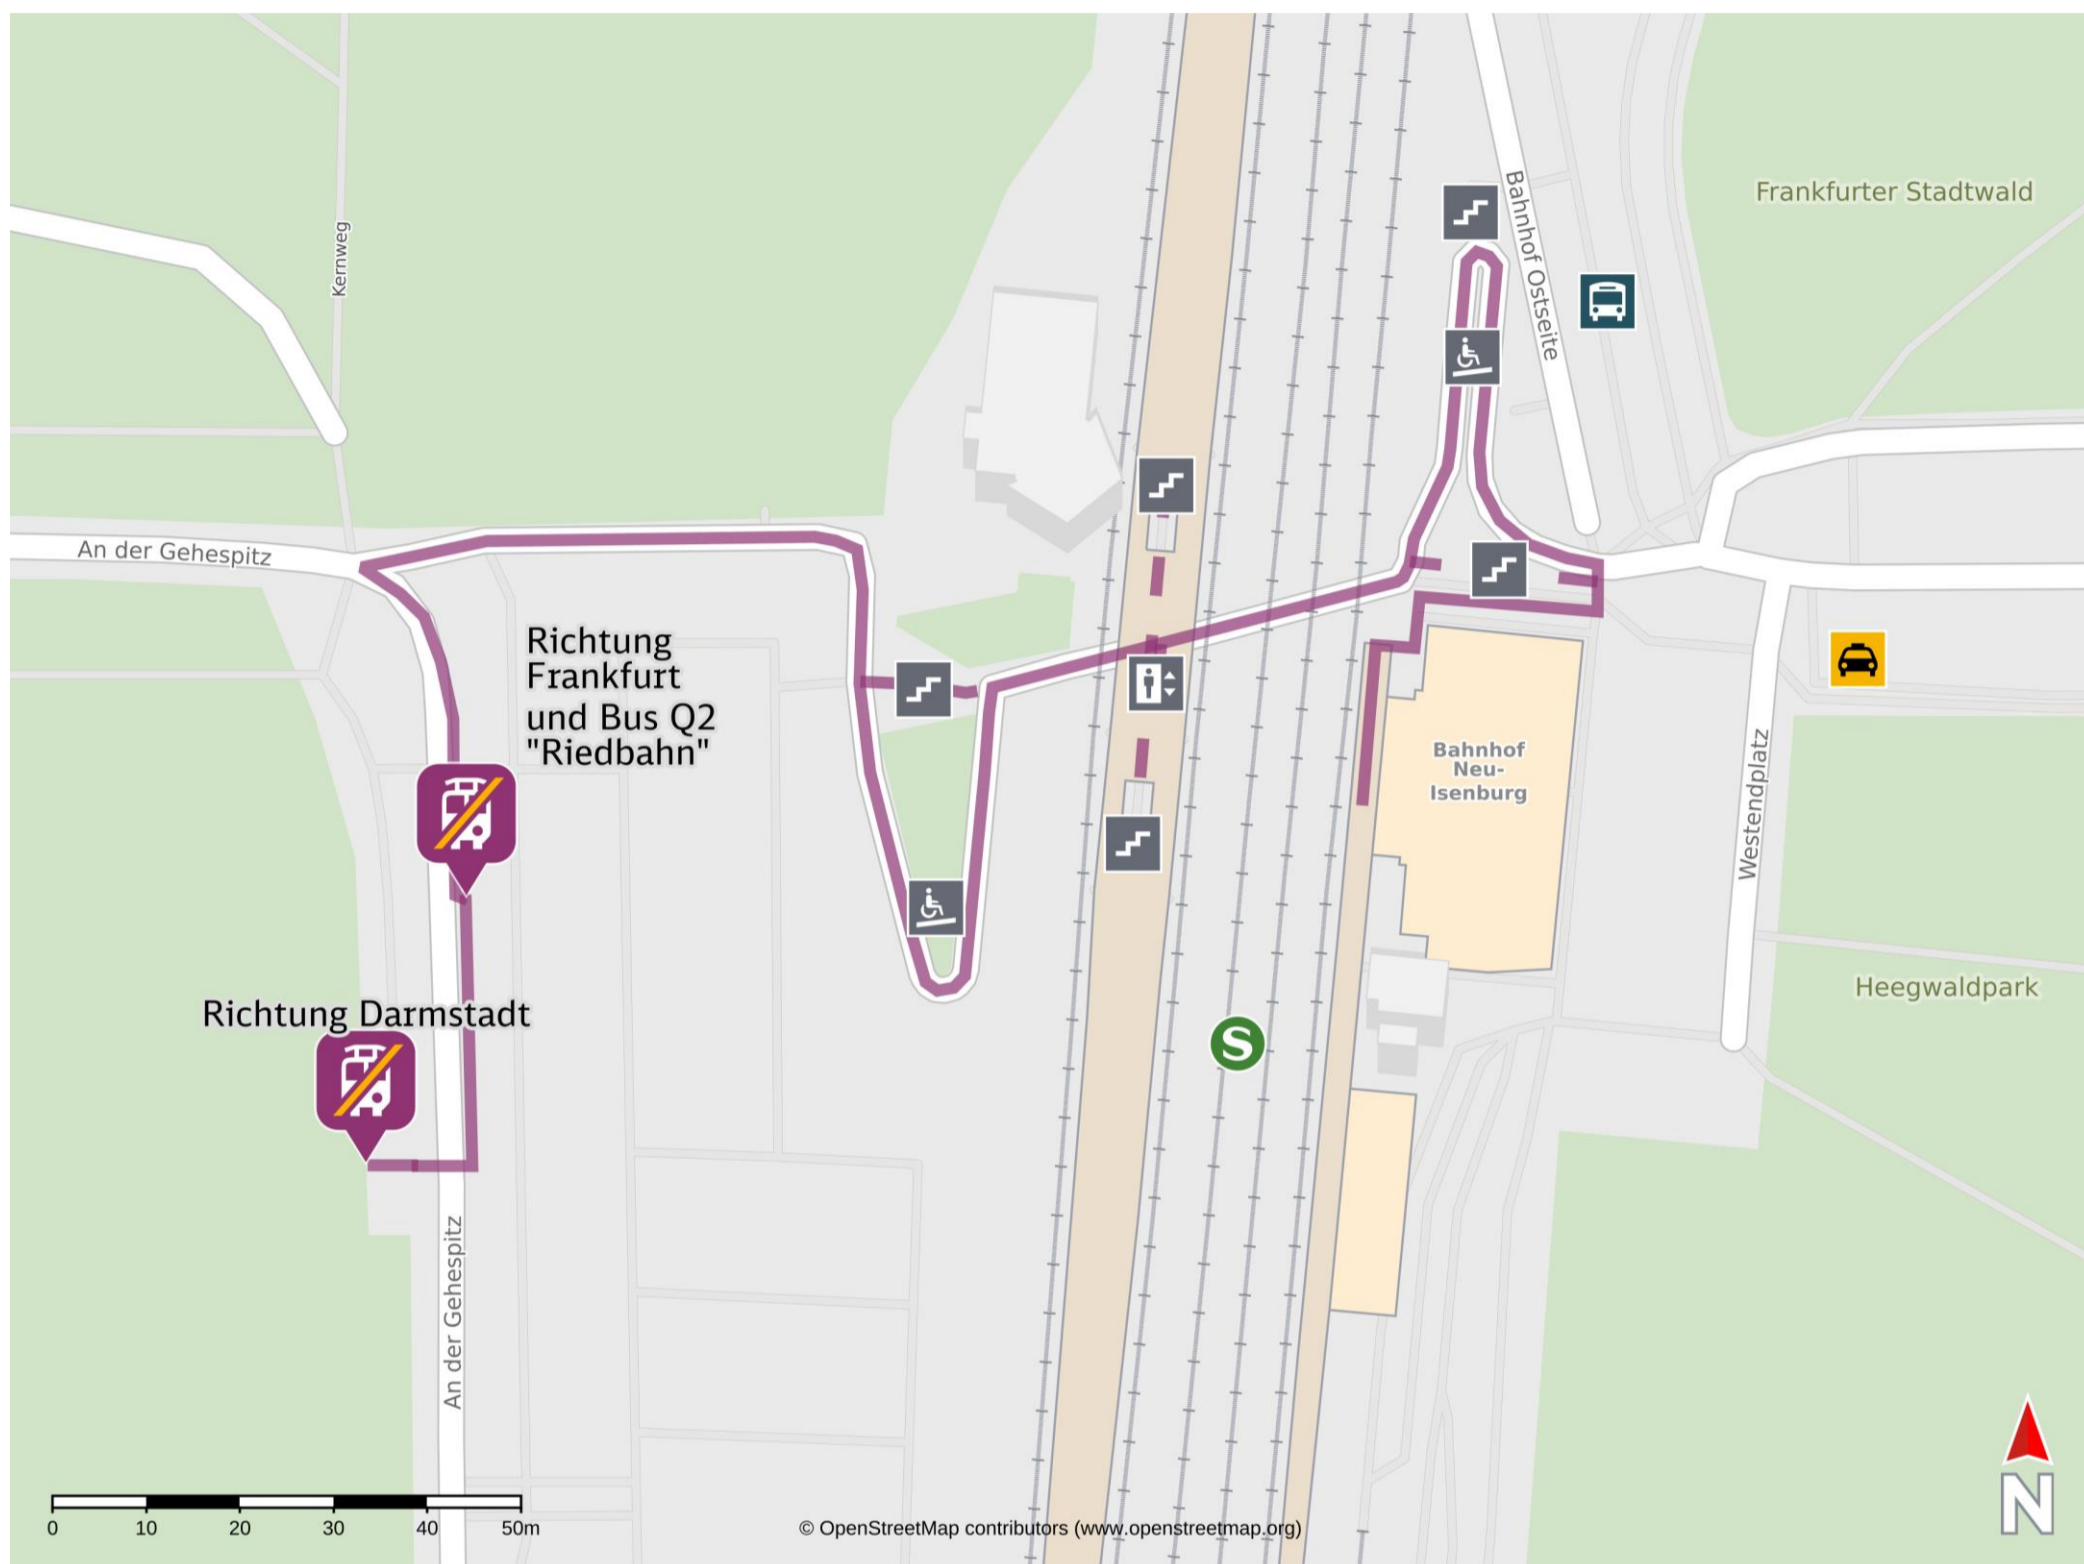 Frankfurter Stadtwald
Bahnhof Ostseite
Kernweg
An der Gehespitz
Richtung
Frankfurt
und Bus Q2
"Riedbahn"
Bahnhof
Neu-
Isenburg
Westendplatz
Heegwaldpark
Richtung Darmstadt
S
An der Gehespitz
N
0 10 20 30 40 50m
© OpenStreetMap contributors (www.openstreetmap.org)